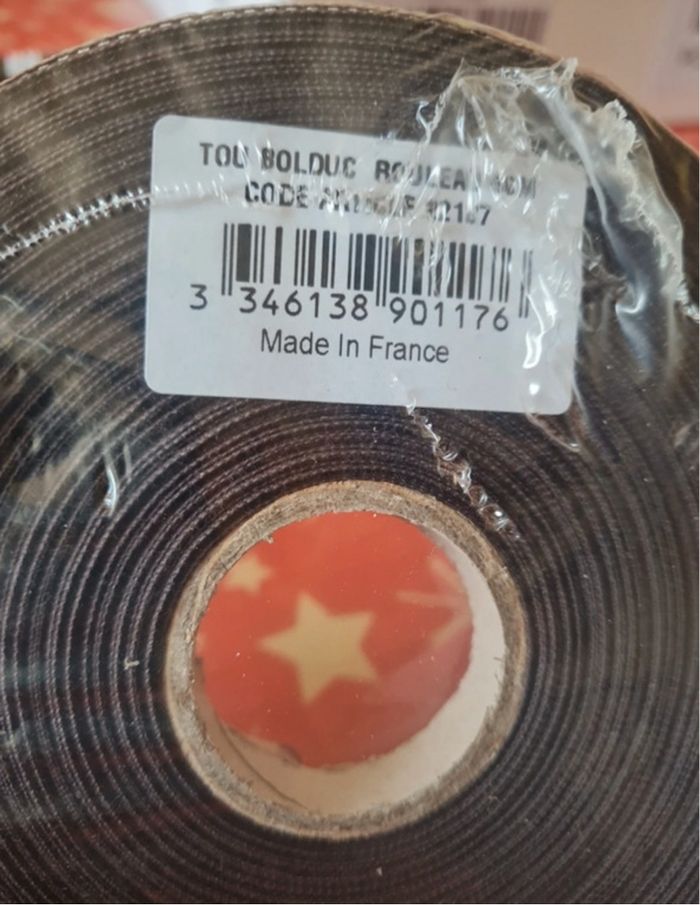 TOU BOLDUC
CODE
3 346138 901176
Made In France